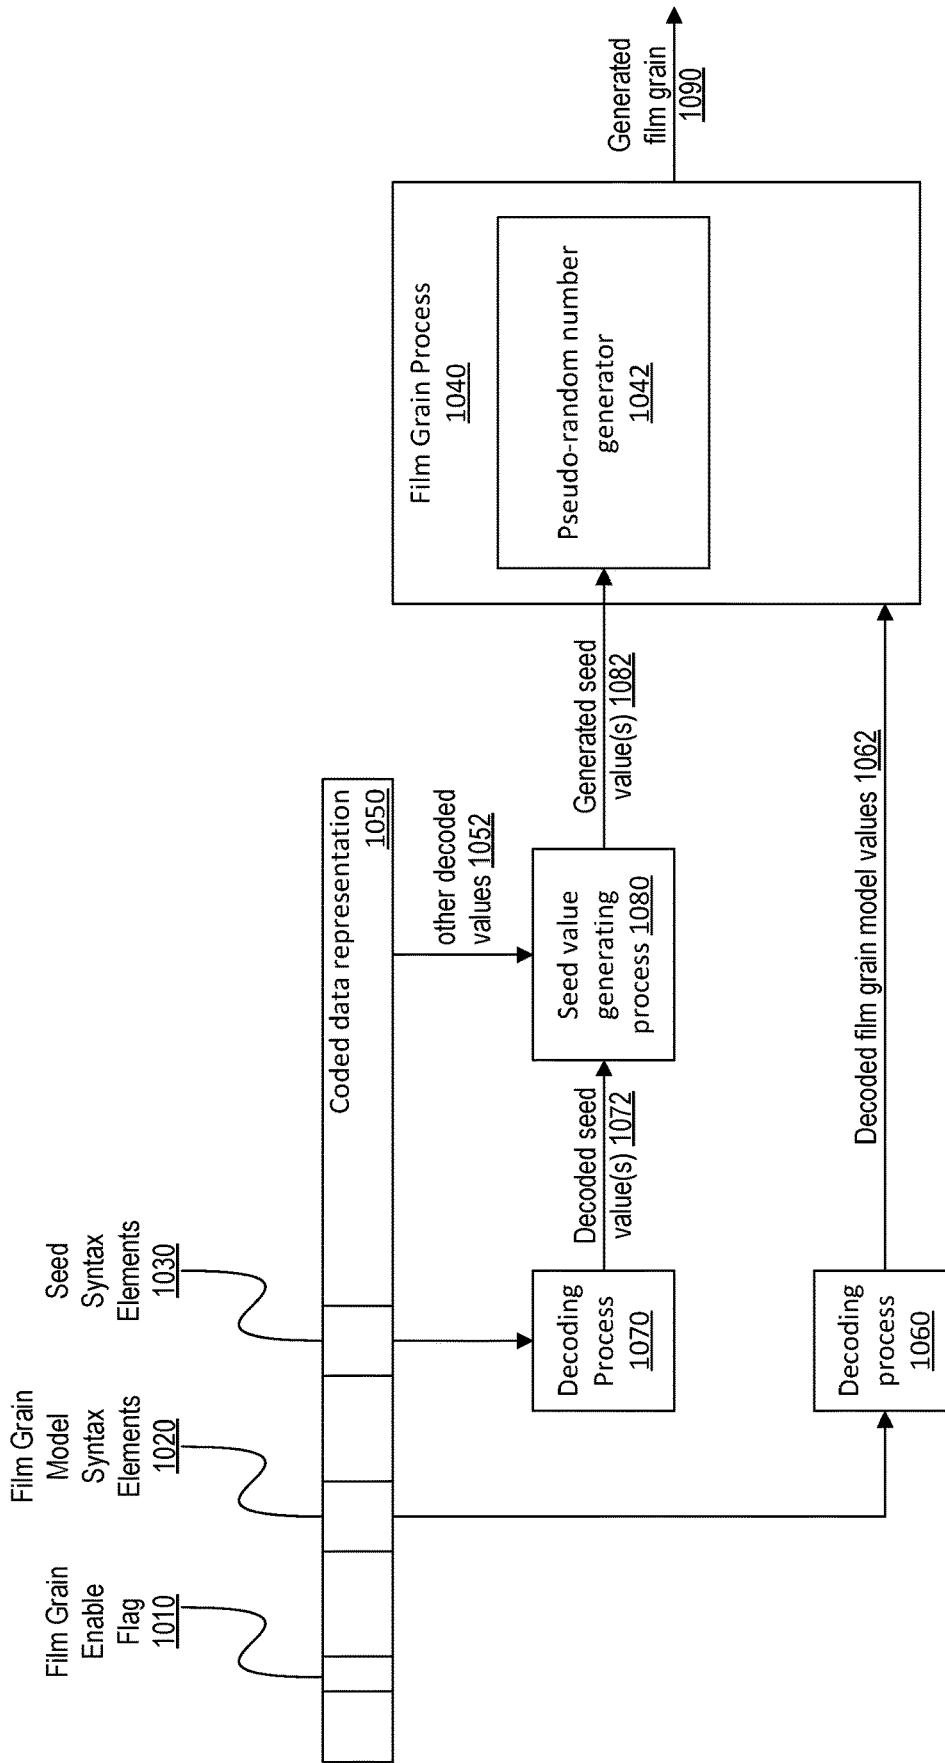 Film Grain
Enable
Flag
1010
Film Grain
Model
Syntax
Elements
1020
Seed
Syntax
Elements
1030
Coded data representation
1050
other decoded
values 1052
Decoding
Process
1070
Decoded seed
value(s) 1072
Seed value
generating
process 1080
Generated seed
value(s) 1082
Film Grain Process
1040
Pseudo-random number
generator
1042
Generated
film grain
1090
Decoding
process
1060
Decoded film grain model values 1062